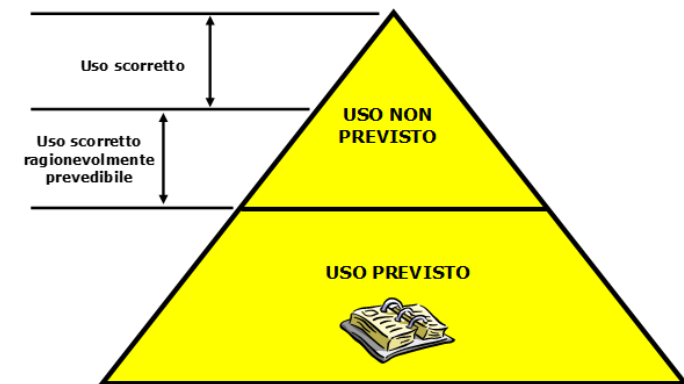 Uso scorretto
USO NON
PREVISTO
Uso scorretto
ragionevolmente
prevedibile
USO PREVISTO